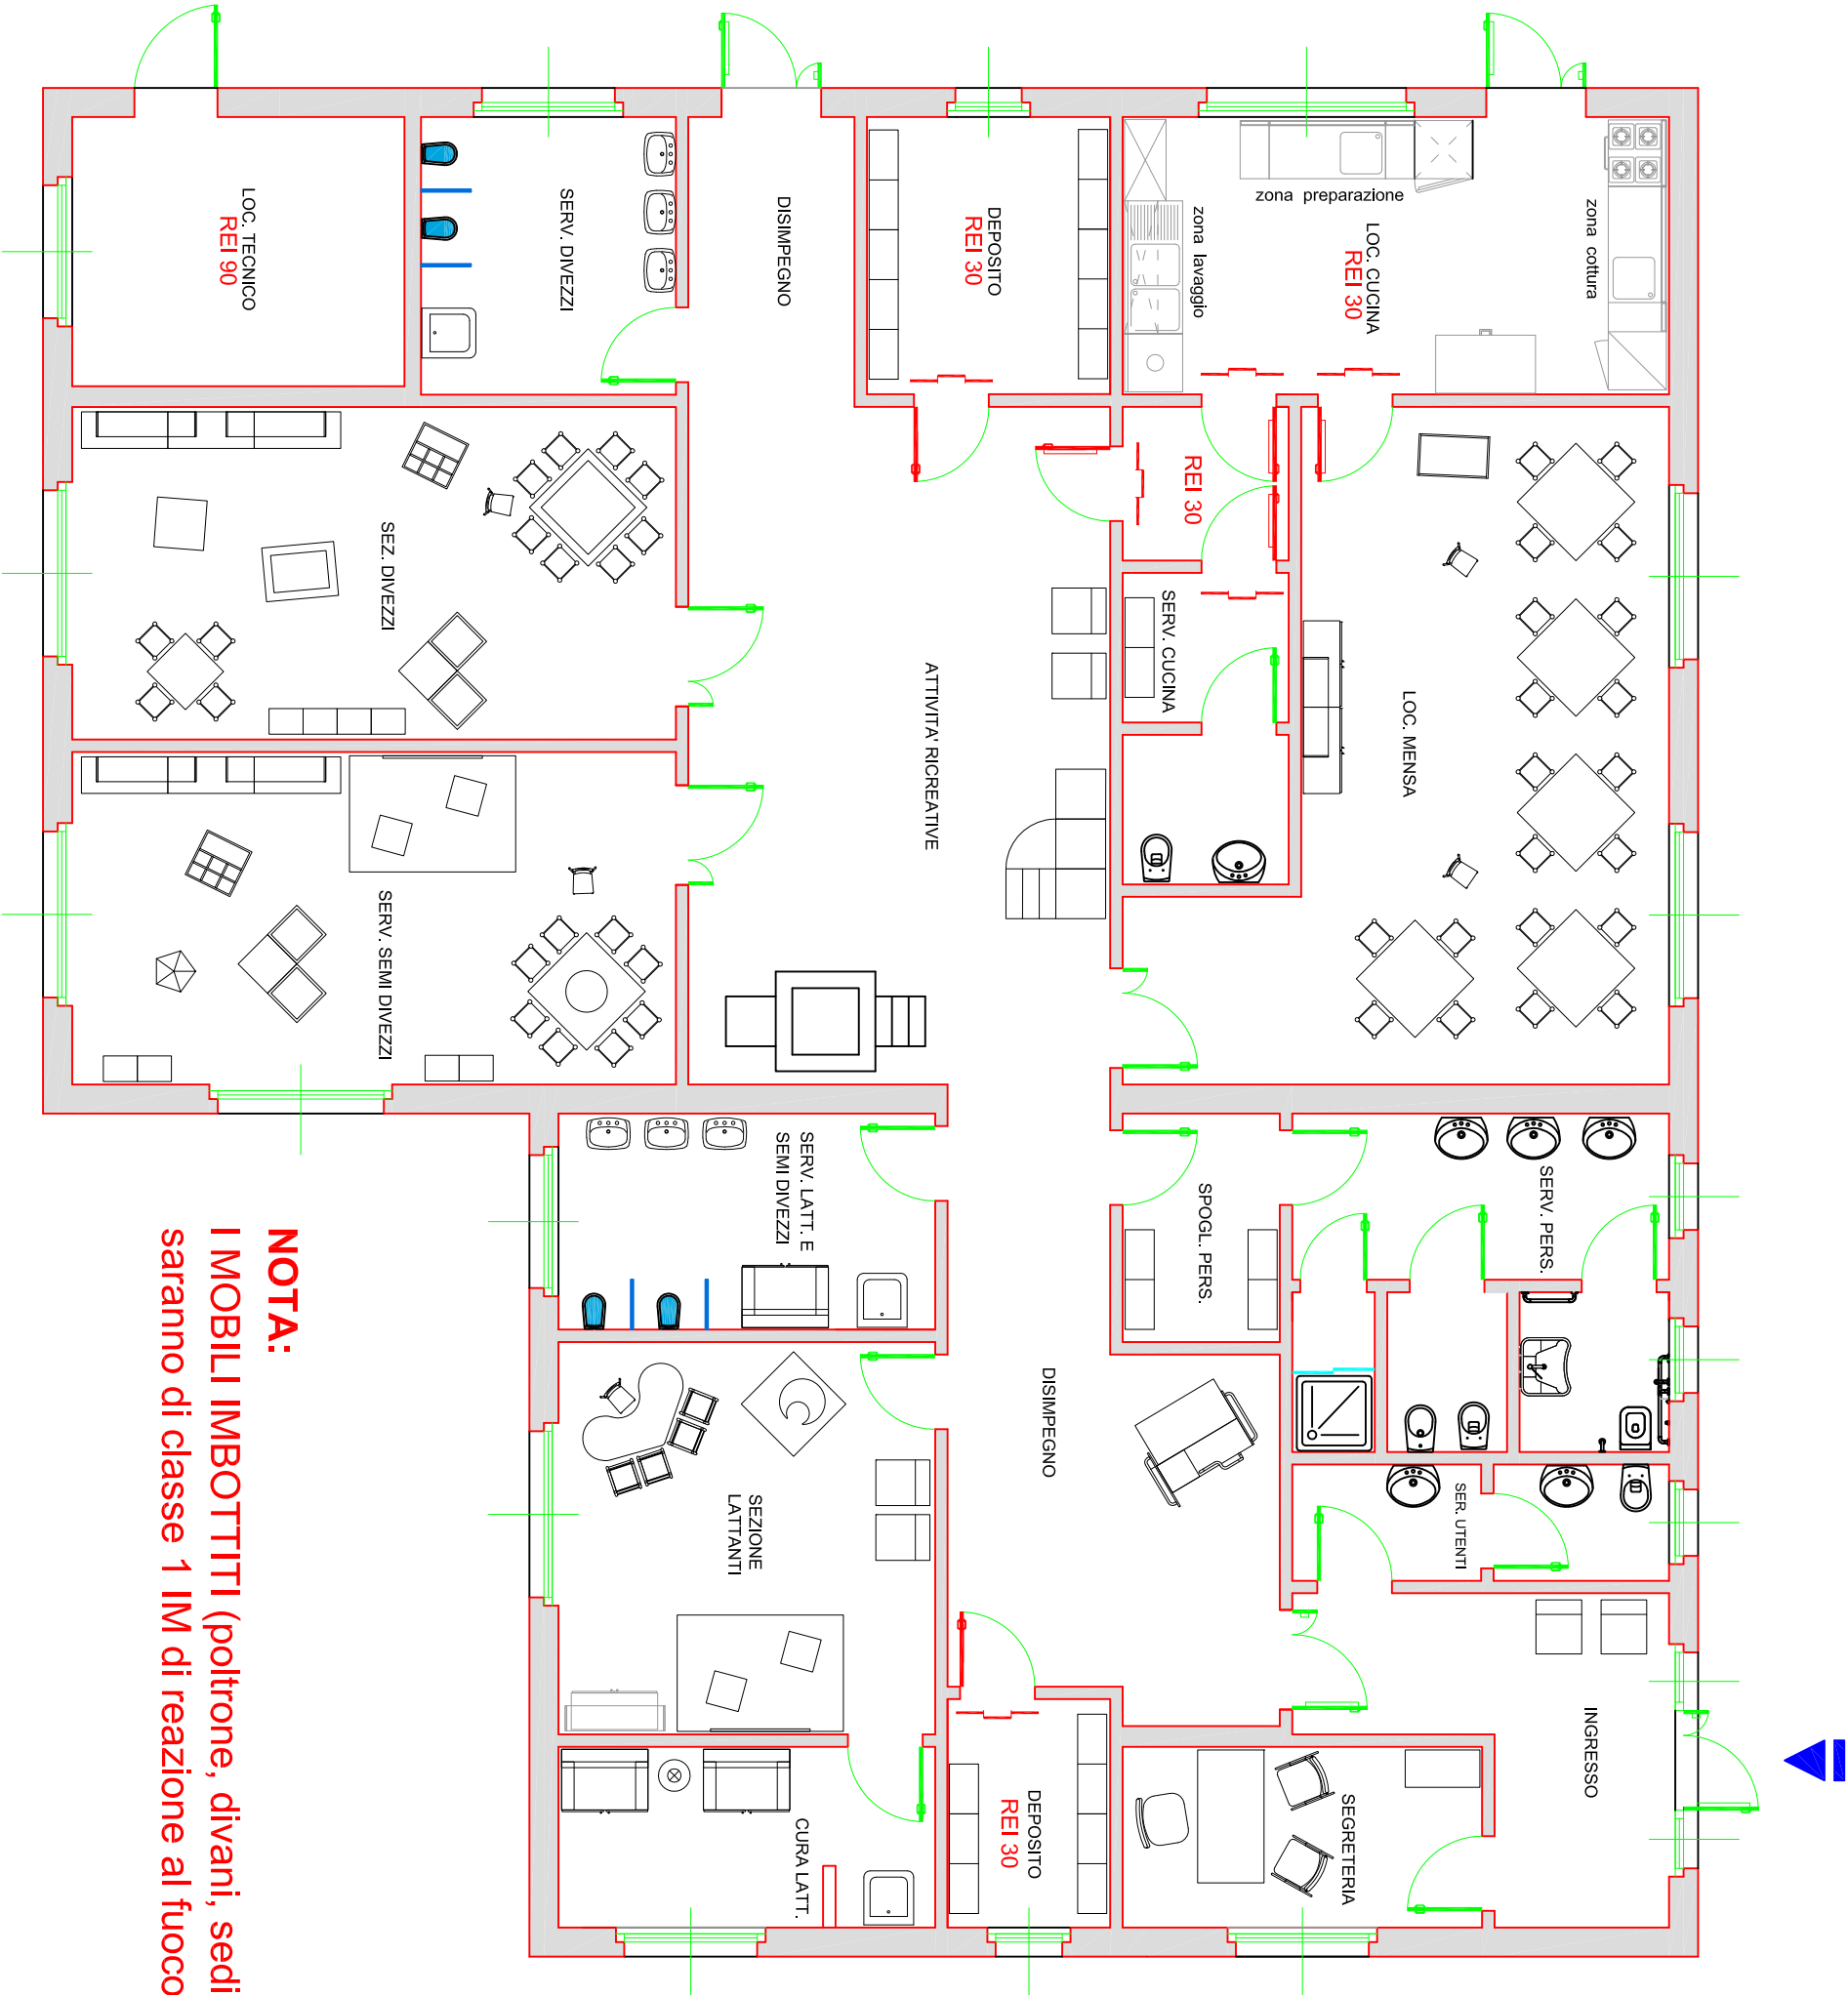 LOC. TECNICO
REI 90
SERV. DIVEZZI
DISIMPEGNO
DEPOSITO
REI 30
zona preparazione
zona lavaggio
LOC. CUCINA
REI 30
zona cottura
REI 30
SERV. CUCINA
LOC. MENSA
SEZ. DIVEZZI
ATTIVITA' RICREATIVE
SERV. SEMI DIVEZZI
SERV. LATT. E
SEMI DIVEZZI
SPOGL. PERS.
SERV. PERS.
DISIMPEGNO
SER. UTENTI
SEZIONE
LATTANTI
INGRESSO
CURA LATT.
DEPOSITO
REI 30
SEGRETERIA
NOTA:
I MOBILI IMBOTTITI (poltrone, divani, sedi
saranno di classe 1 IM di reazione al fuoco